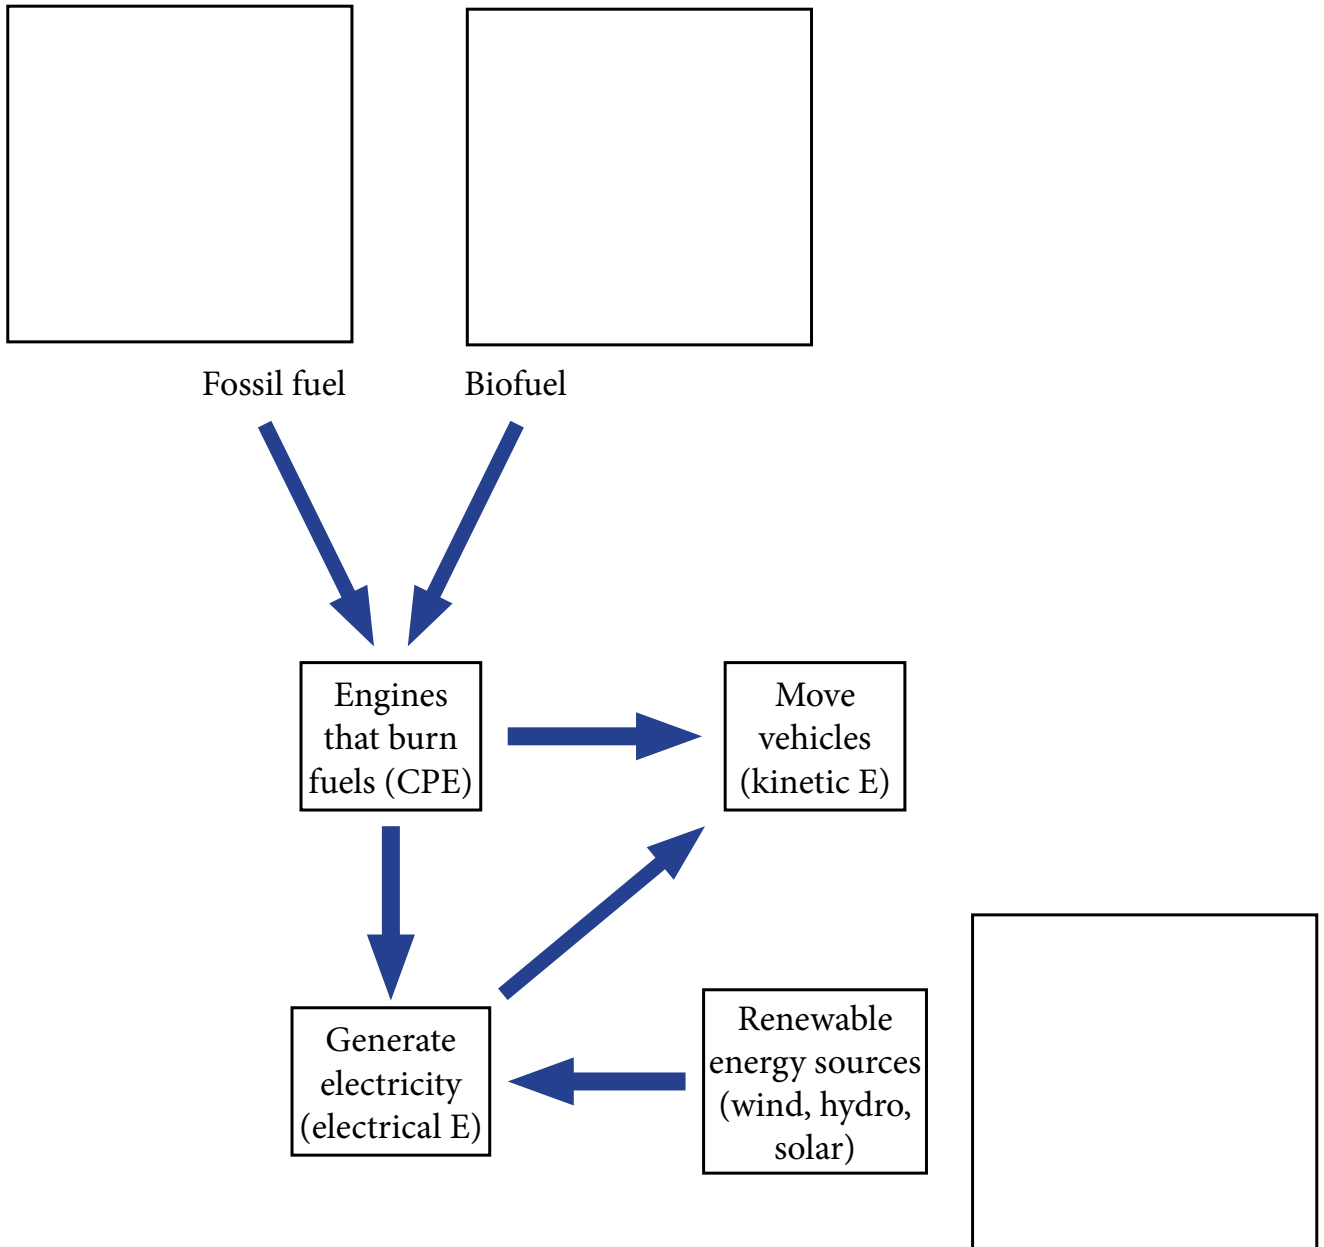 Fossil fuel
Biofuel
Engines
that burn
fuels (CPE)
Move
vehicles
(kinetic E)
Generate
electricity
(electrical E)
Renewable
energy sources
(wind, hydro,
solar)